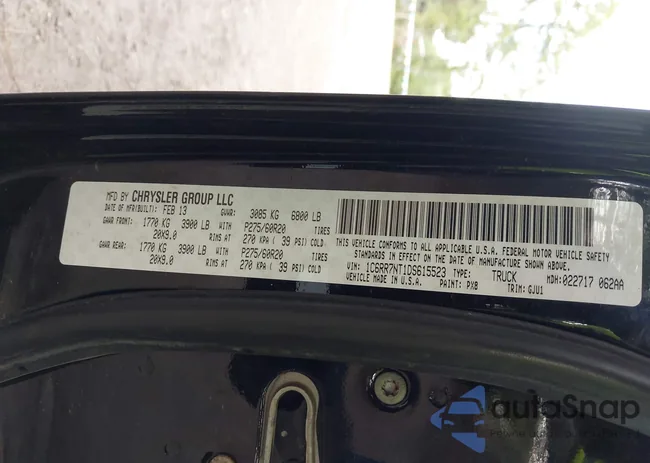 MFD BY CHRYSLER GROUP LLC
DATE OF MFR(BUILT): FEB 13 GVWR: 3085 KG 6800 LB
GAWR FRONT: 1770 KG 3900 LB WITH P275/60R20 TIRES
20X9.0 RIMS AT 270 KPA ( 39 PSI) COLD
GAWR REAR: 1770 KG 3900 LB WITH P275/60R20 TIRES
20X9.0 RIMS AT 270 KPA ( 39 PSI) COLD
THIS VEHICLE CONFORMS TO ALL APPLICABLE U.S.A. FEDERAL MOTOR VEHICLE SAFETY
STANDARDS IN EFFECT ON THE DATE OF MANUFACTURE SHOWN ABOVE.
VIN: 1C6RR7NT1DS615523 TYPE: TRUCK MDH: 022717 062AA
VEHICLE MADE IN U.S.A. PAINT: PX8 TRIM: GJU1
autoSnap